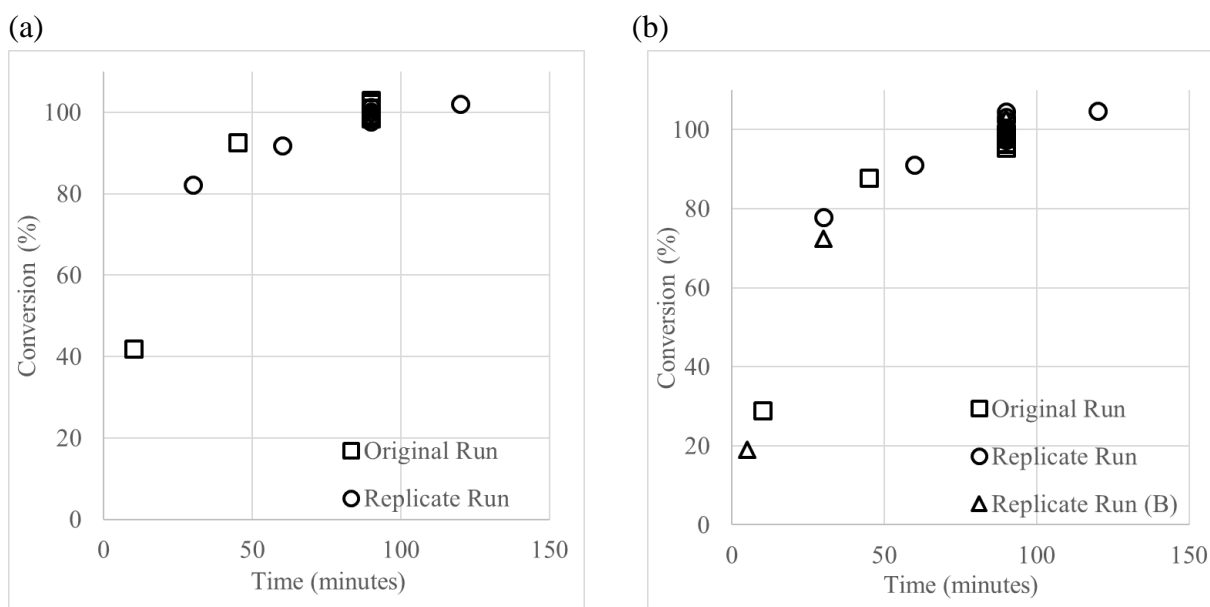 (a)
Conversion (%)
100
80
60
40
20
0
0 50 100 150
Time (minutes)
Original Run
Replicate Run
(b)
Conversion (%)
100
80
60
40
20
0
0 50 100 150
Time (minutes)
Original Run
Replicate Run
Replicate Run (B)